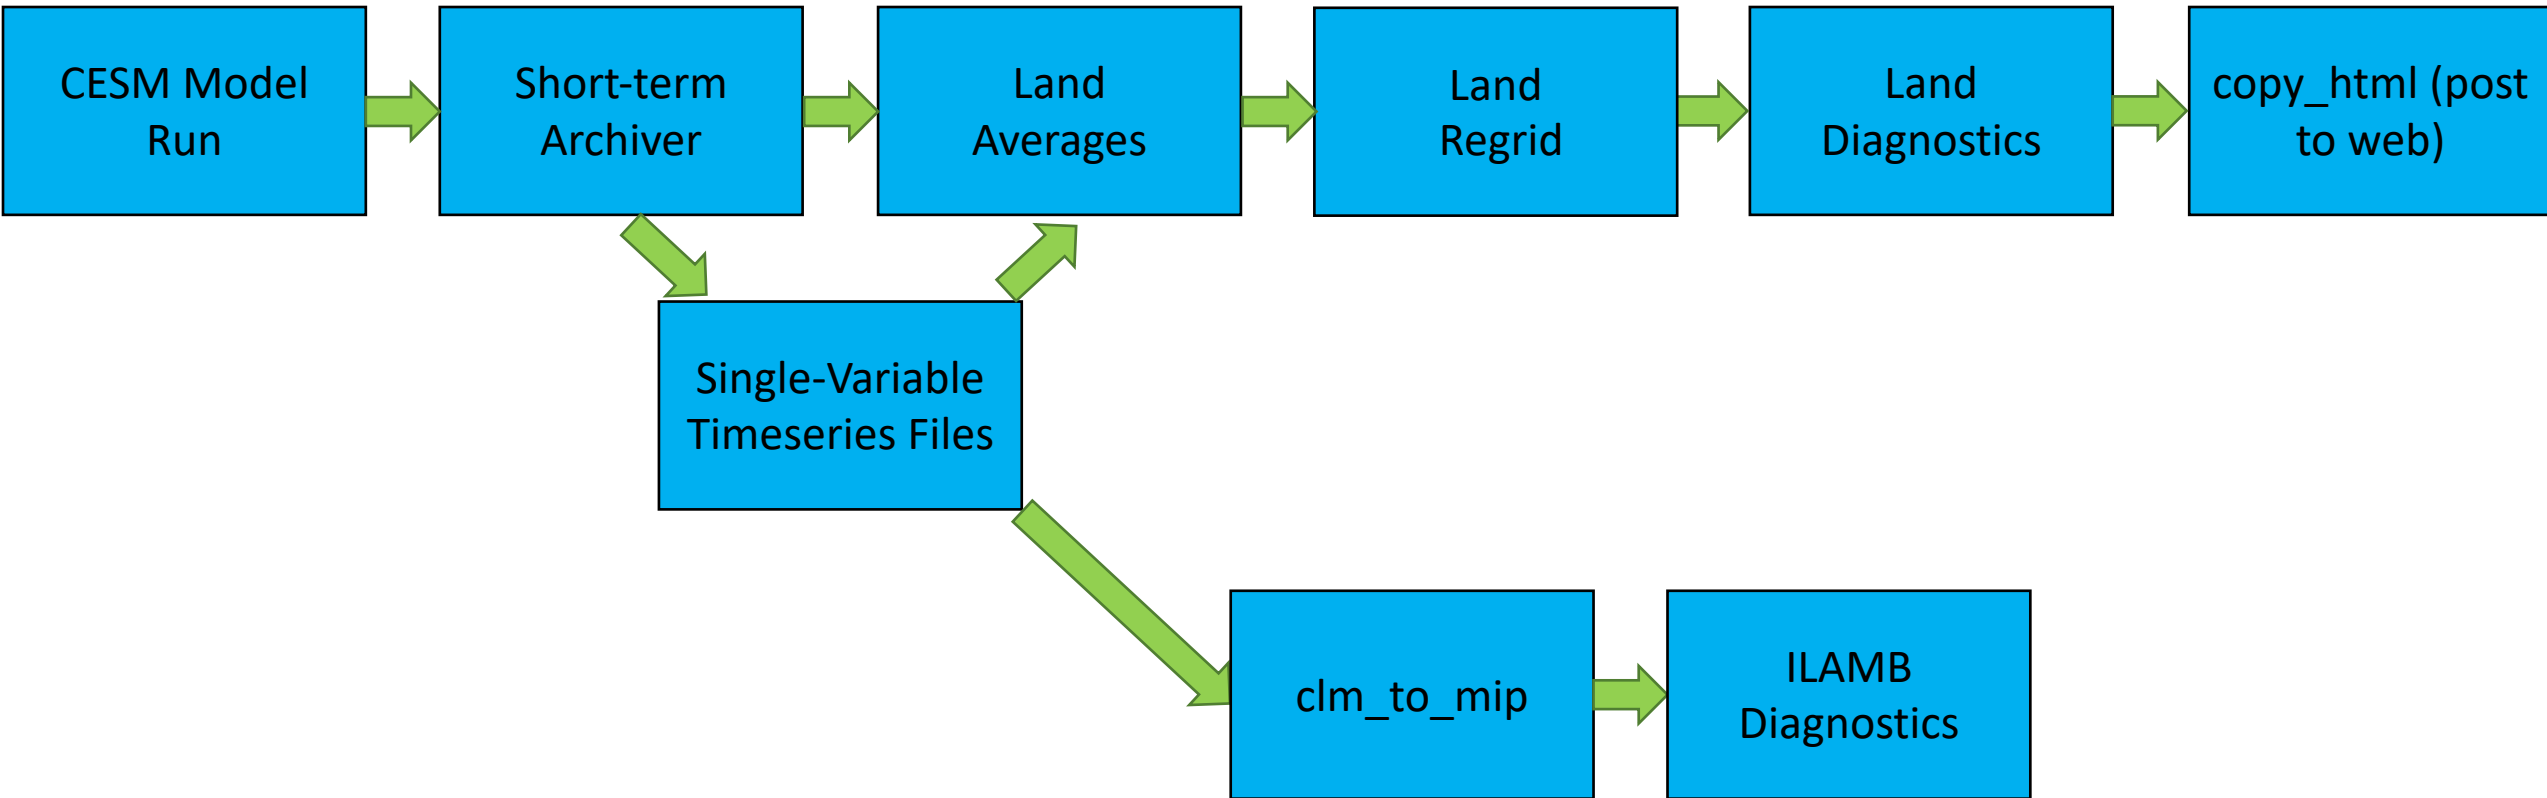 CESM Model
Run
Short-term
Archiver
Land
Averages
Land
Regrid
Land
Diagnostics
copy_html (post
to web)
Single-Variable
Timeseries Files
clm_to_mip
ILAMB
Diagnostics